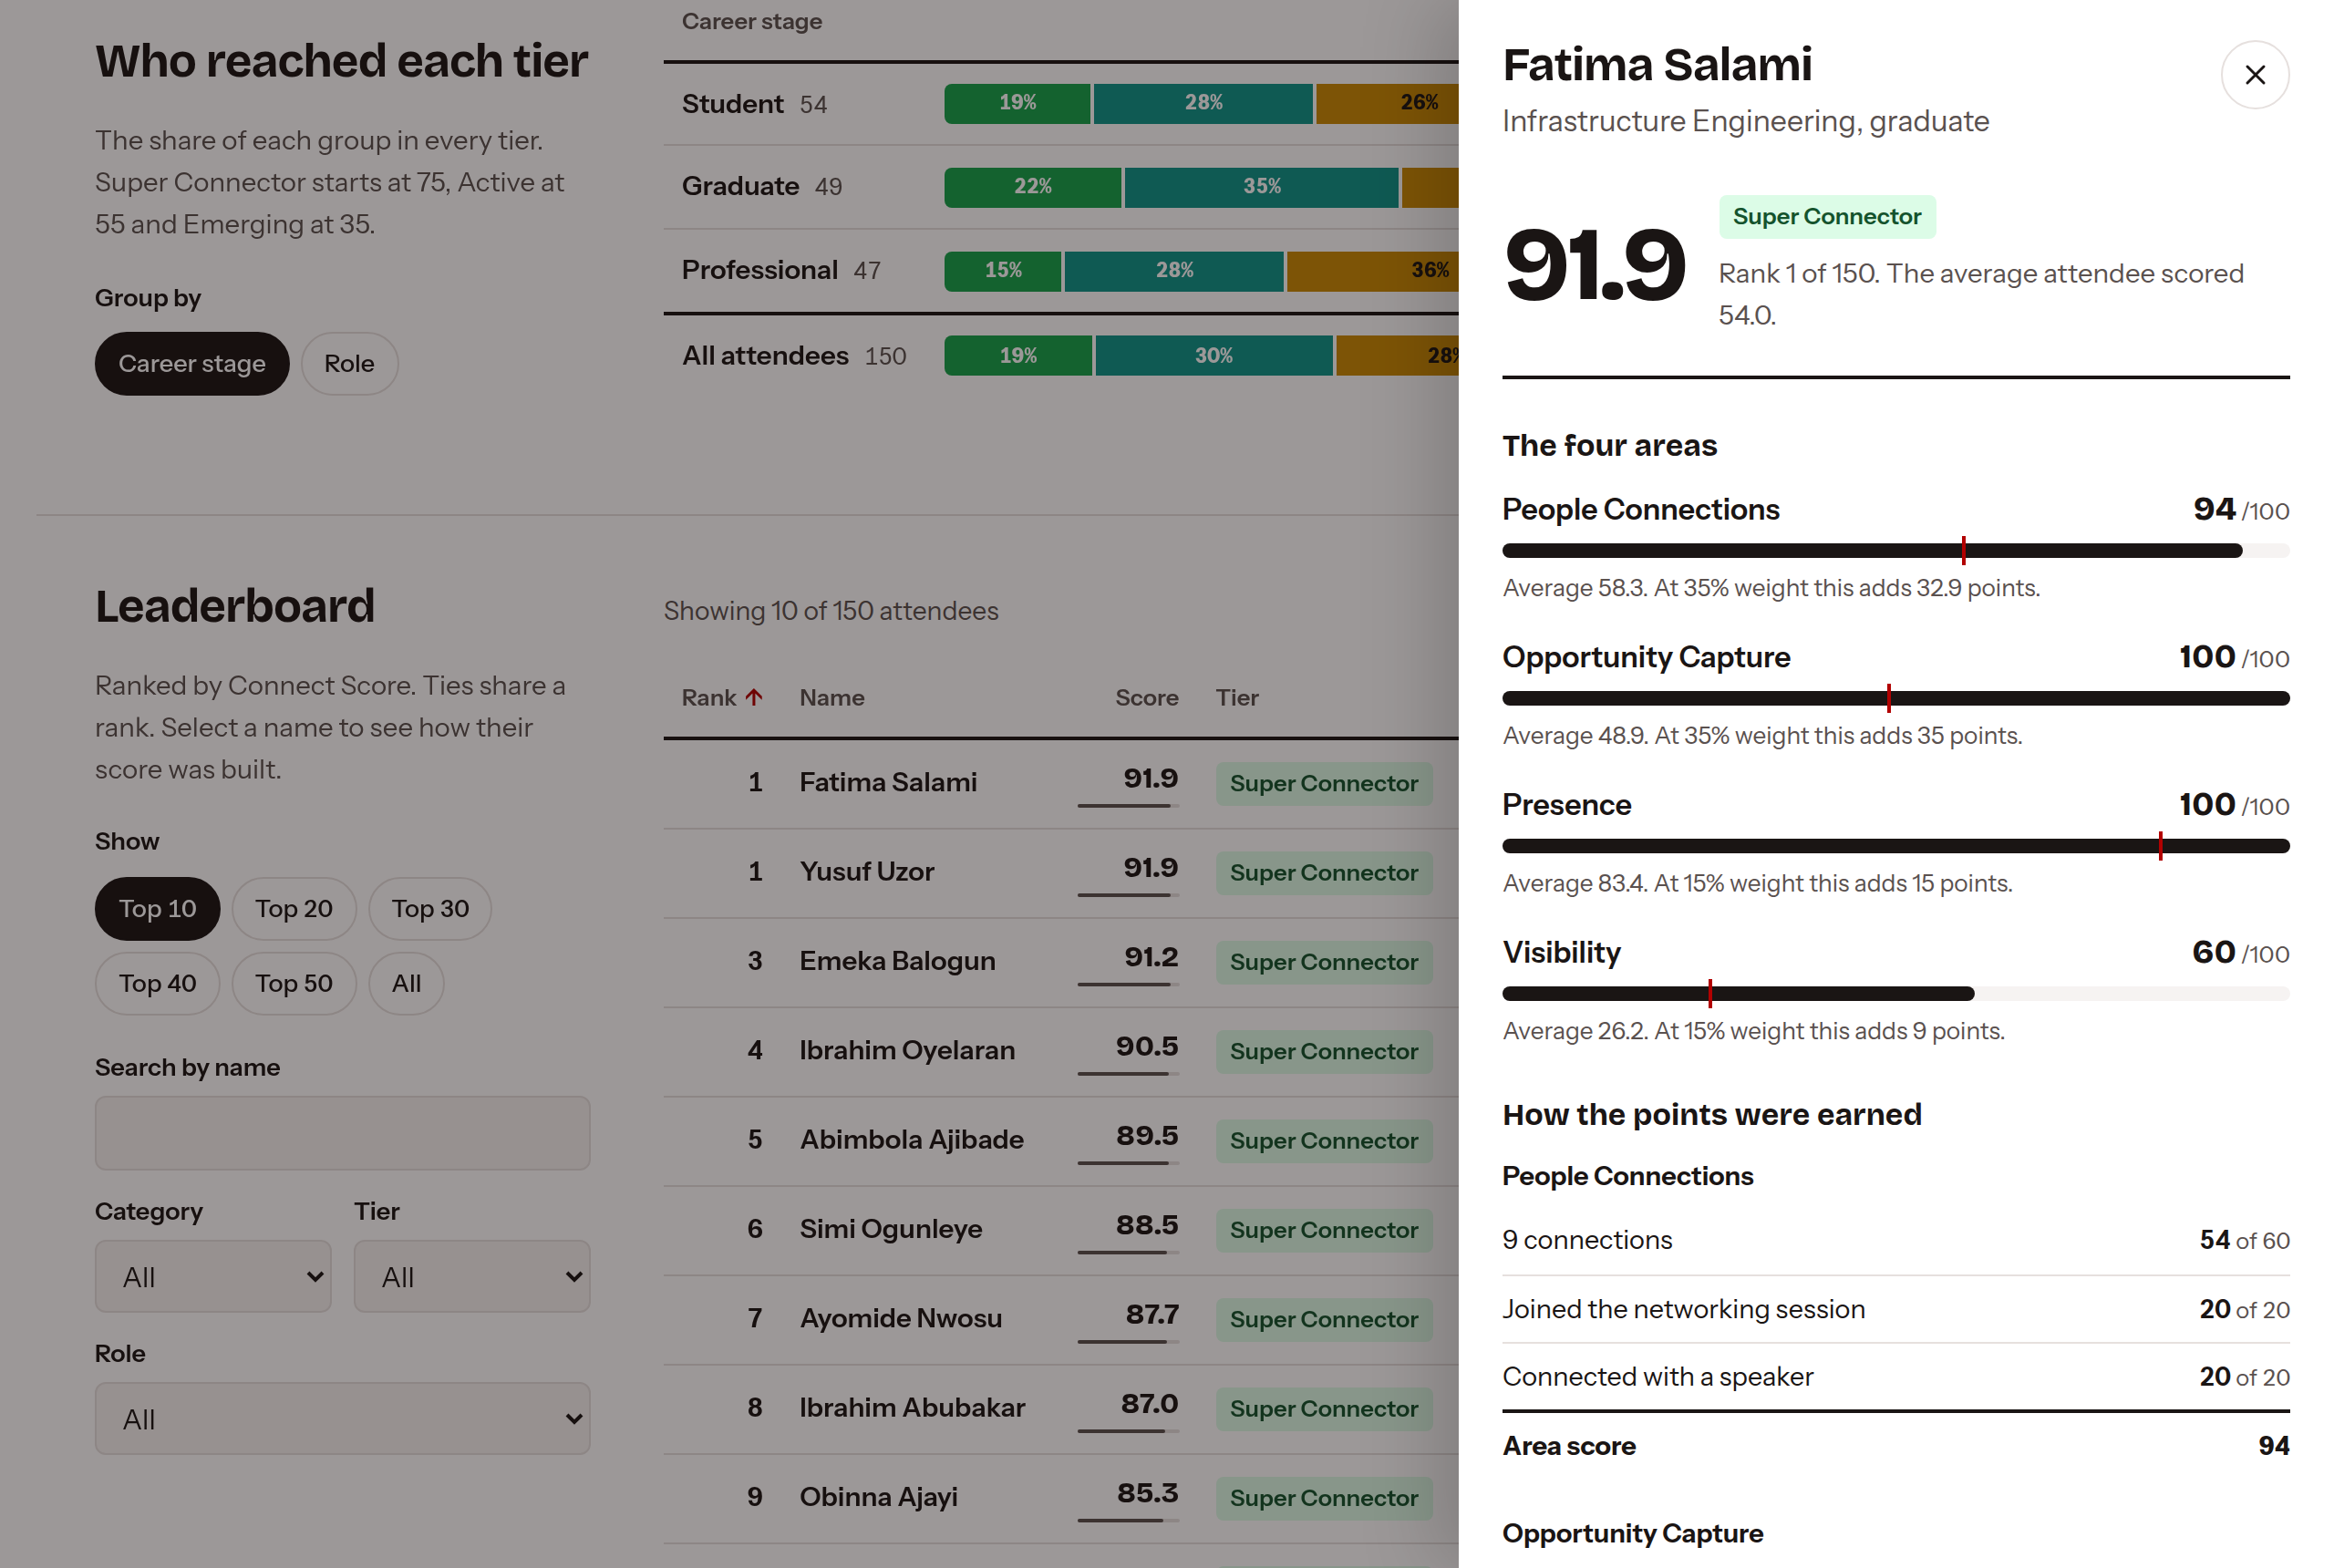 Who reached each tier
The share of each group in every tier.
Super Connector starts at 75, Active at
55 and Emerging at 35.
Group by
Career stage
Role
Career stage
Student 54
19%
28%
26%
Graduate 49
22%
35%
Professional 47
15%
28%
36%
All attendees 150
19%
30%
Leaderboard
Ranked by Connect Score. Ties share a
rank. Select a name to see how their
score was built.
Show
Top 10
Top 20
Top 30
Top 40
Top 50
All
Search by name
Category
Tier
All
All
Role
All
Showing 10 of 150 attendees
Rank ↑ Name Score Tier
1 Fatima Salami 91.9 Super Connector
1 Yusuf Uzor 91.9 Super Connector
3 Emeka Balogun 91.2 Super Connector
4 Ibrahim Oyelaran 90.5 Super Connector
5 Abimbola Ajibade 89.5 Super Connector
6 Simi Ogunleye 88.5 Super Connector
7 Ayomide Nwosu 87.7 Super Connector
8 Ibrahim Abubakar 87.0 Super Connector
9 Obinna Ajayi 85.3 Super Connector
Fatima Salami
Infrastructure Engineering, graduate
91.9
Super Connector
Rank 1 of 150. The average attendee scored
54.0.
The four areas
People Connections 94 /100
Average 58.3. At 35% weight this adds 32.9 points.
Opportunity Capture 100 /100
Average 48.9. At 35% weight this adds 35 points.
Presence 100 /100
Average 83.4. At 15% weight this adds 15 points.
Visibility 60 /100
Average 26.2. At 15% weight this adds 9 points.
How the points were earned
People Connections
9 connections 54 of 60
Joined the networking session 20 of 20
Connected with a speaker 20 of 20
Area score 94
Opportunity Capture